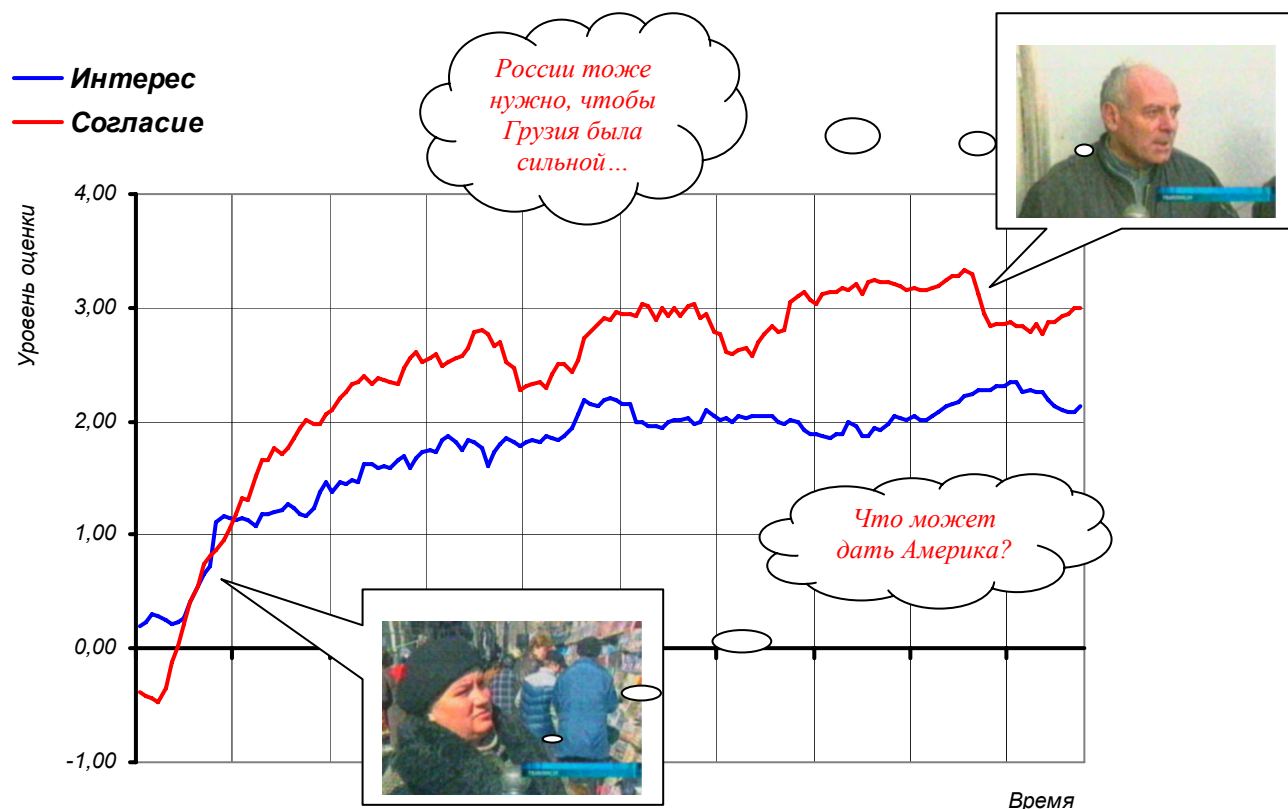 Интерес
Согласие
России тоже
нужно, чтобы
Грузия была
сильной…
Уровень оценки
4,00
3,00
2,00
1,00
0,00
-1,00
Что может
дать Америка?
Время